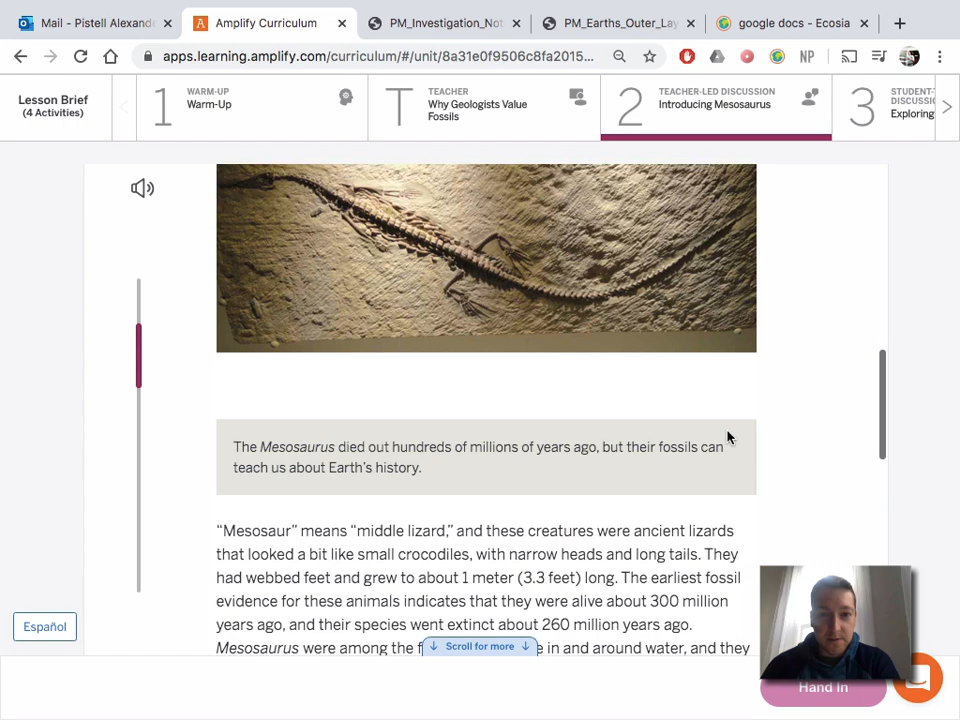 Mail - Pistell Alexande
Amplify Curriculum
PM_Investigation_Not
PM_Earths_Outer_Lay
google docs - Ecosia
apps.learning.amplify.com/curriculum/#/unit/8a31e0f9506c8fa2015...
NP
Lesson Brief
(4 Activities)
1
WARM-UP
Warm-Up
T
TEACHER
Why Geologists Value
Fossils
2
TEACHER-LED DISCUSSION
Introducing Mesosaurus
3
STUDENT-
DISCUSSI
Exploring
The Mesosaurus died out hundreds of millions of years ago, but their fossils can
teach us about Earth's history.
“Mesosaur” means “middle lizard,” and these creatures were ancient lizards
that looked a bit like small crocodiles, with narrow heads and long tails. They
had webbed feet and grew to about 1 meter (3.3 feet) long. The earliest fossil
evidence for these animals indicates that they were alive about 300 million
years ago, and their species went extinct about 260 million years ago.
Mesosaurus were among the f e in and around water, and they
Scroll for more
Español
Hand In